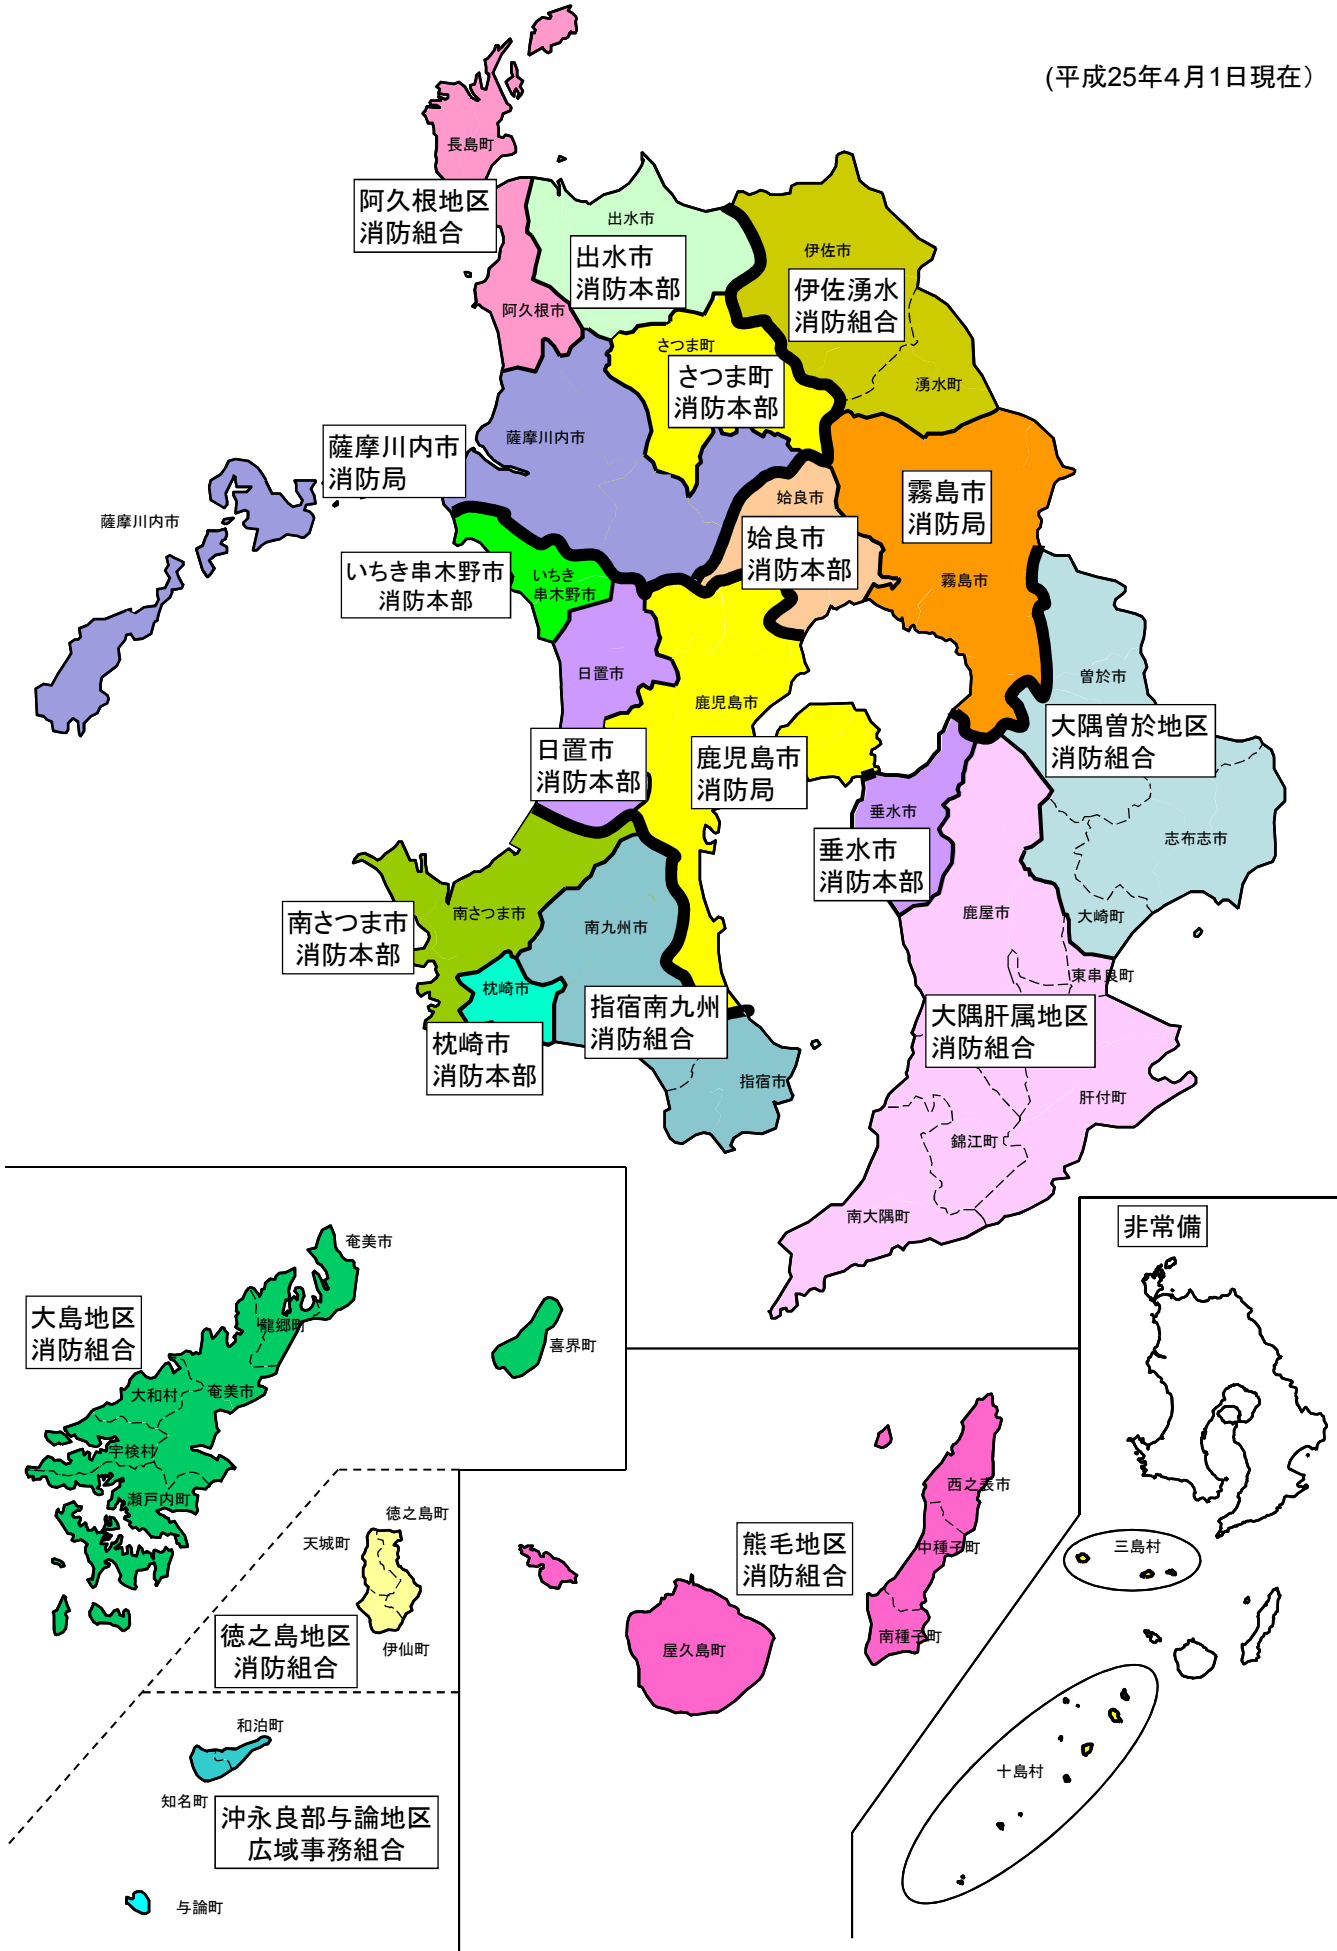 (平成25年4月1日現在）
長島町
阿久根地区
消防組合
出水市
出水市
消防本部
伊佐市
伊佐湧水
消防組合
阿久根市
さつま町
さつま町
消防本部
湧水町
薩摩川内市
消防局
薩摩川内市
薩摩川内市
霧島市
消防局
姶良市
姶良市
消防本部
霧島市
いちき串木野市
消防本部
いちき
串木野市
日置市
日置市
消防本部
鹿児島市
鹿児島市
消防局
曽於市
大隅曽於地区
消防組合
垂水市
垂水市
消防本部
志布志市
大崎町
鹿屋市
東串良町
南さつま市
消防本部
南さつま市
南九州市
枕崎市
枕崎市
消防本部
指宿南九州
消防組合
指宿市
大隅肝属地区
消防組合
肝付町
錦江町
南大隅町
非常備
奄美市
大島地区
消防組合
龍郷町
喜界町
大和村
奄美市
宇検村
瀬戸内町
徳之島町
天城町
伊仙町
徳之島地区
消防組合
和泊町
知名町
沖永良部与論地区
広域事務組合
与論町
西之表市
中種子町
南種子町
熊毛地区
消防組合
屋久島町
三島村
十島村